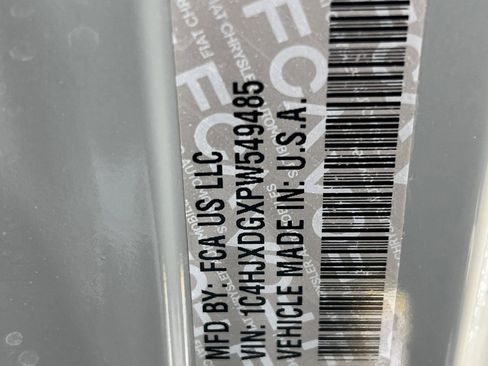 MFD BY: FCA US LLC
VIN: 1C4HJXDGXPW549485
VEHICLE MADE IN: U.S.A.